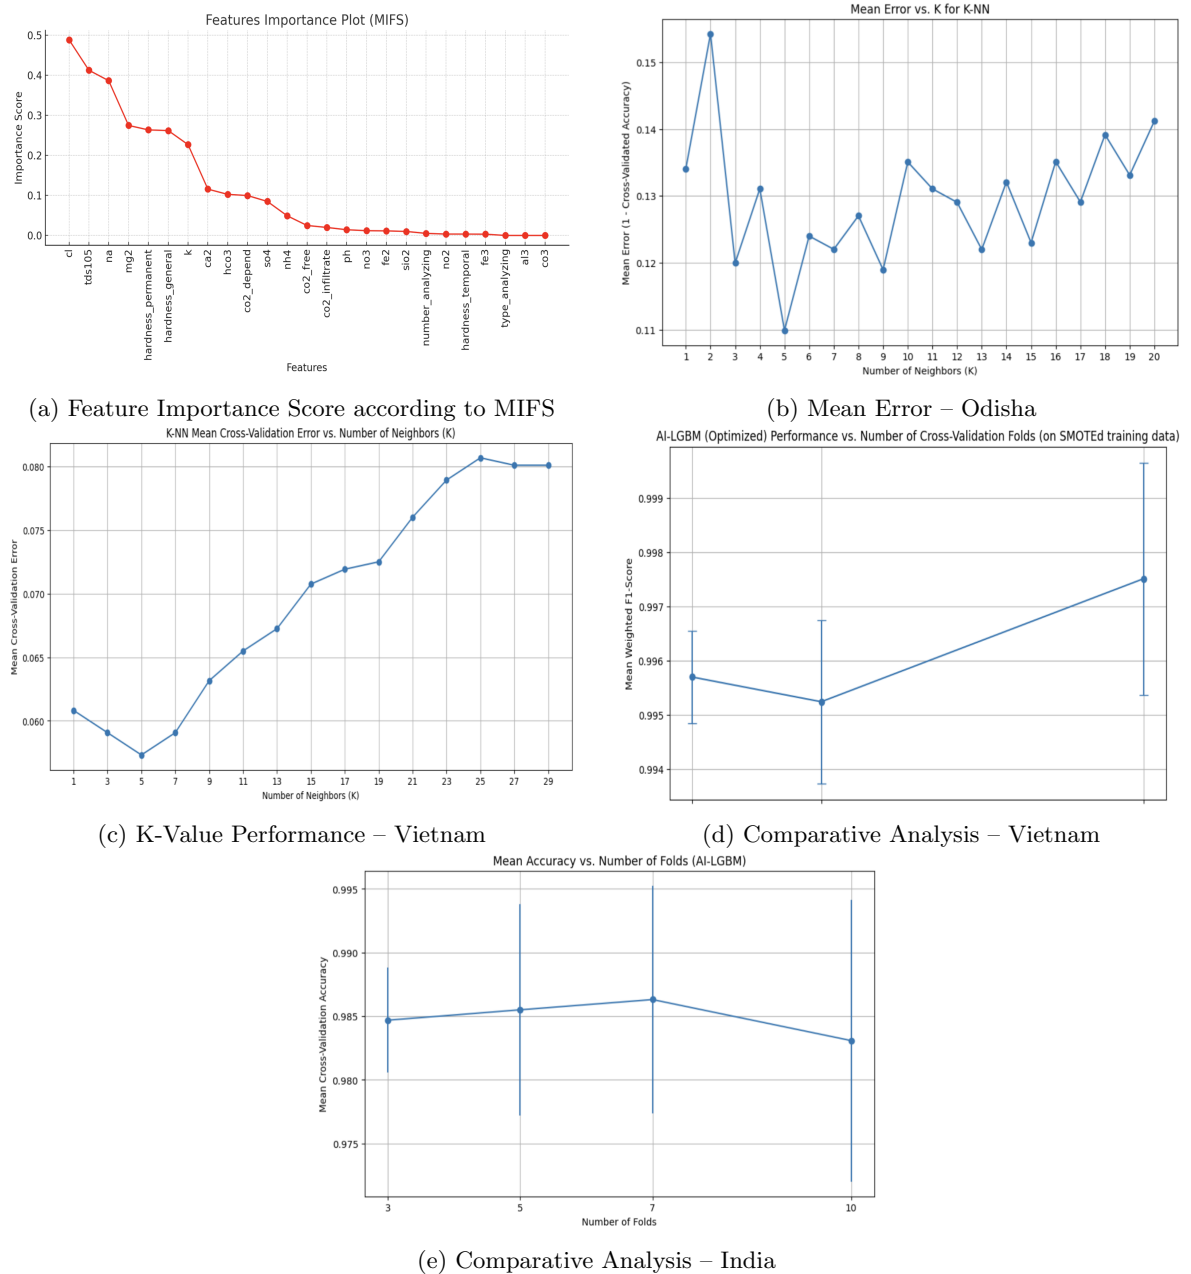 Features Importance Plot (MIFS)
0.5
0.4
0.3
0.2
0.1
0.0
Importance Score
cl
tds105
na
mg2
hardness_permanent
hardness_general
k
ca2
hco3
co2_depend
so4
nh4
co2_free
co2_infiltrate
ph
no3
fe2
sio2
number_analyzing
no2
hardness_temporal
fe3
type_analyzing
al3
co3
Features
(a) Feature Importance Score according to MIFS
Mean Error vs. K for K-NN
0.15
0.14
0.13
0.12
0.11
Mean Error (1 - Cross-Validated Accuracy)
1 2 3 4 5 6 7 8 9 10 11 12 13 14 15 16 17 18 19 20
Number of Neighbors (K)
(b) Mean Error – Odisha
K-NN Mean Cross-Validation Error vs. Number of Neighbors (K)
0.080
0.075
0.070
0.065
0.060
Mean Cross-Validation Error
1 3 5 7 9 11 13 15 17 19 21 23 25 27 29
Number of Neighbors (K)
(c) K-Value Performance – Vietnam
AI-LGBM (Optimized) Performance vs. Number of Cross-Validation Folds (on SMOTEd training data)
0.999
0.998
0.997
0.996
0.995
0.994
Mean Weighted F1-Score
(d) Comparative Analysis – Vietnam
Mean Accuracy vs. Number of Folds (AI-LGBM)
0.995
0.990
0.985
0.980
0.975
Mean Cross-Validation Accuracy
3 5 7 10
Number of Folds
(e) Comparative Analysis – India